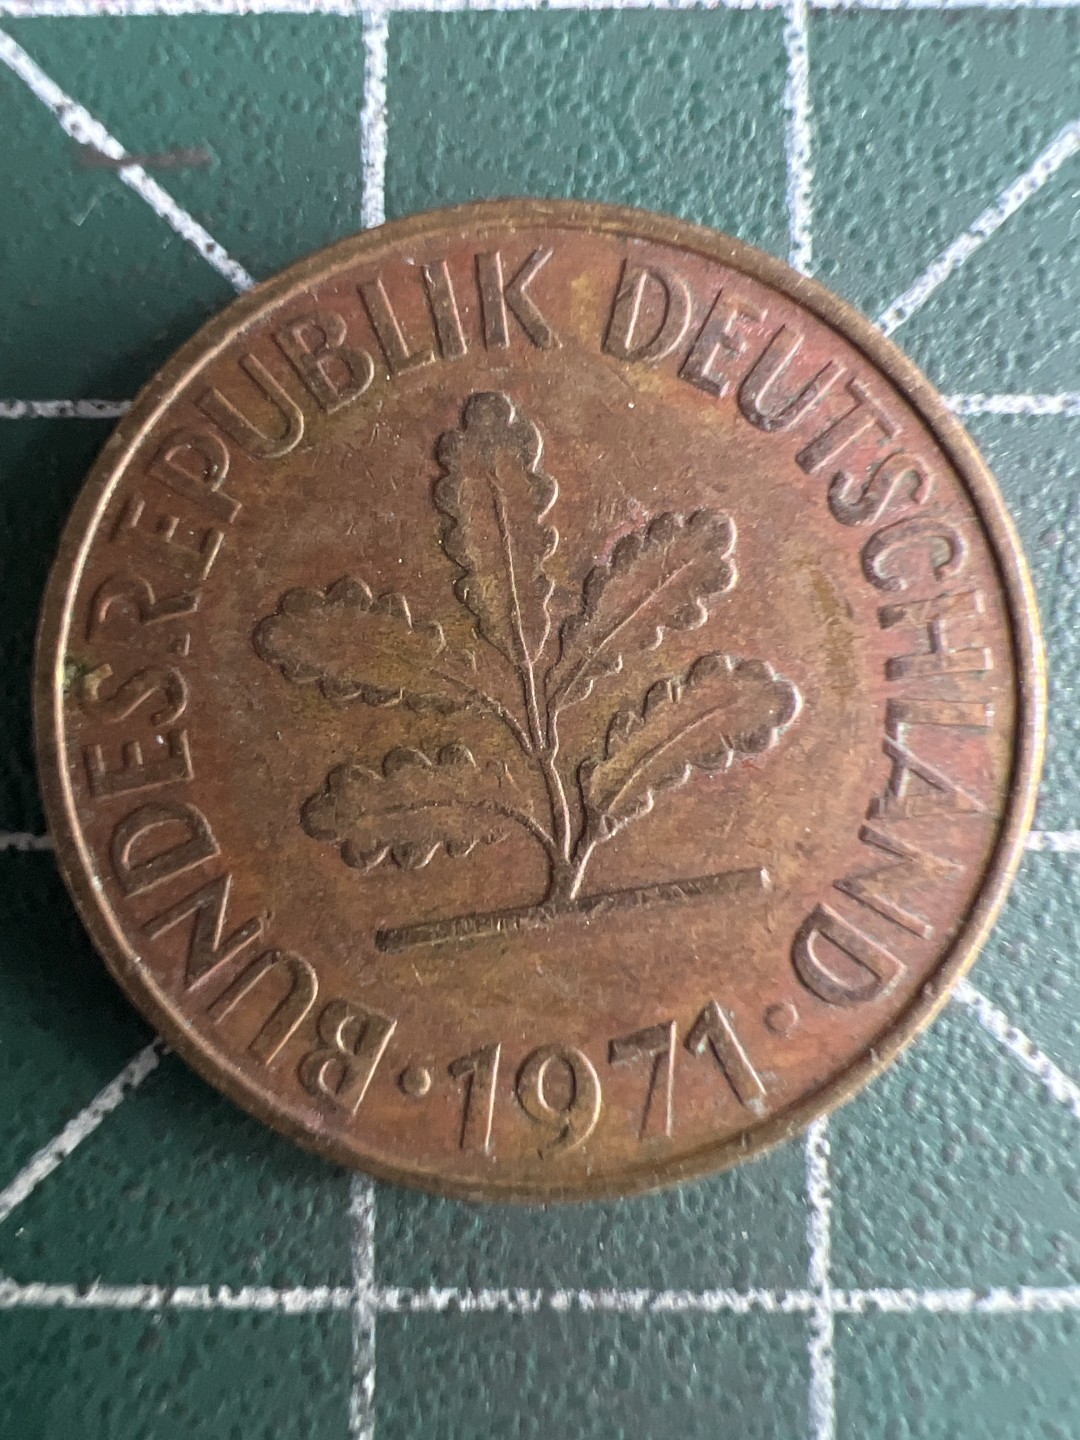 BUNDESREPUBLIK DEUTSCHLAND
· 1971 ·